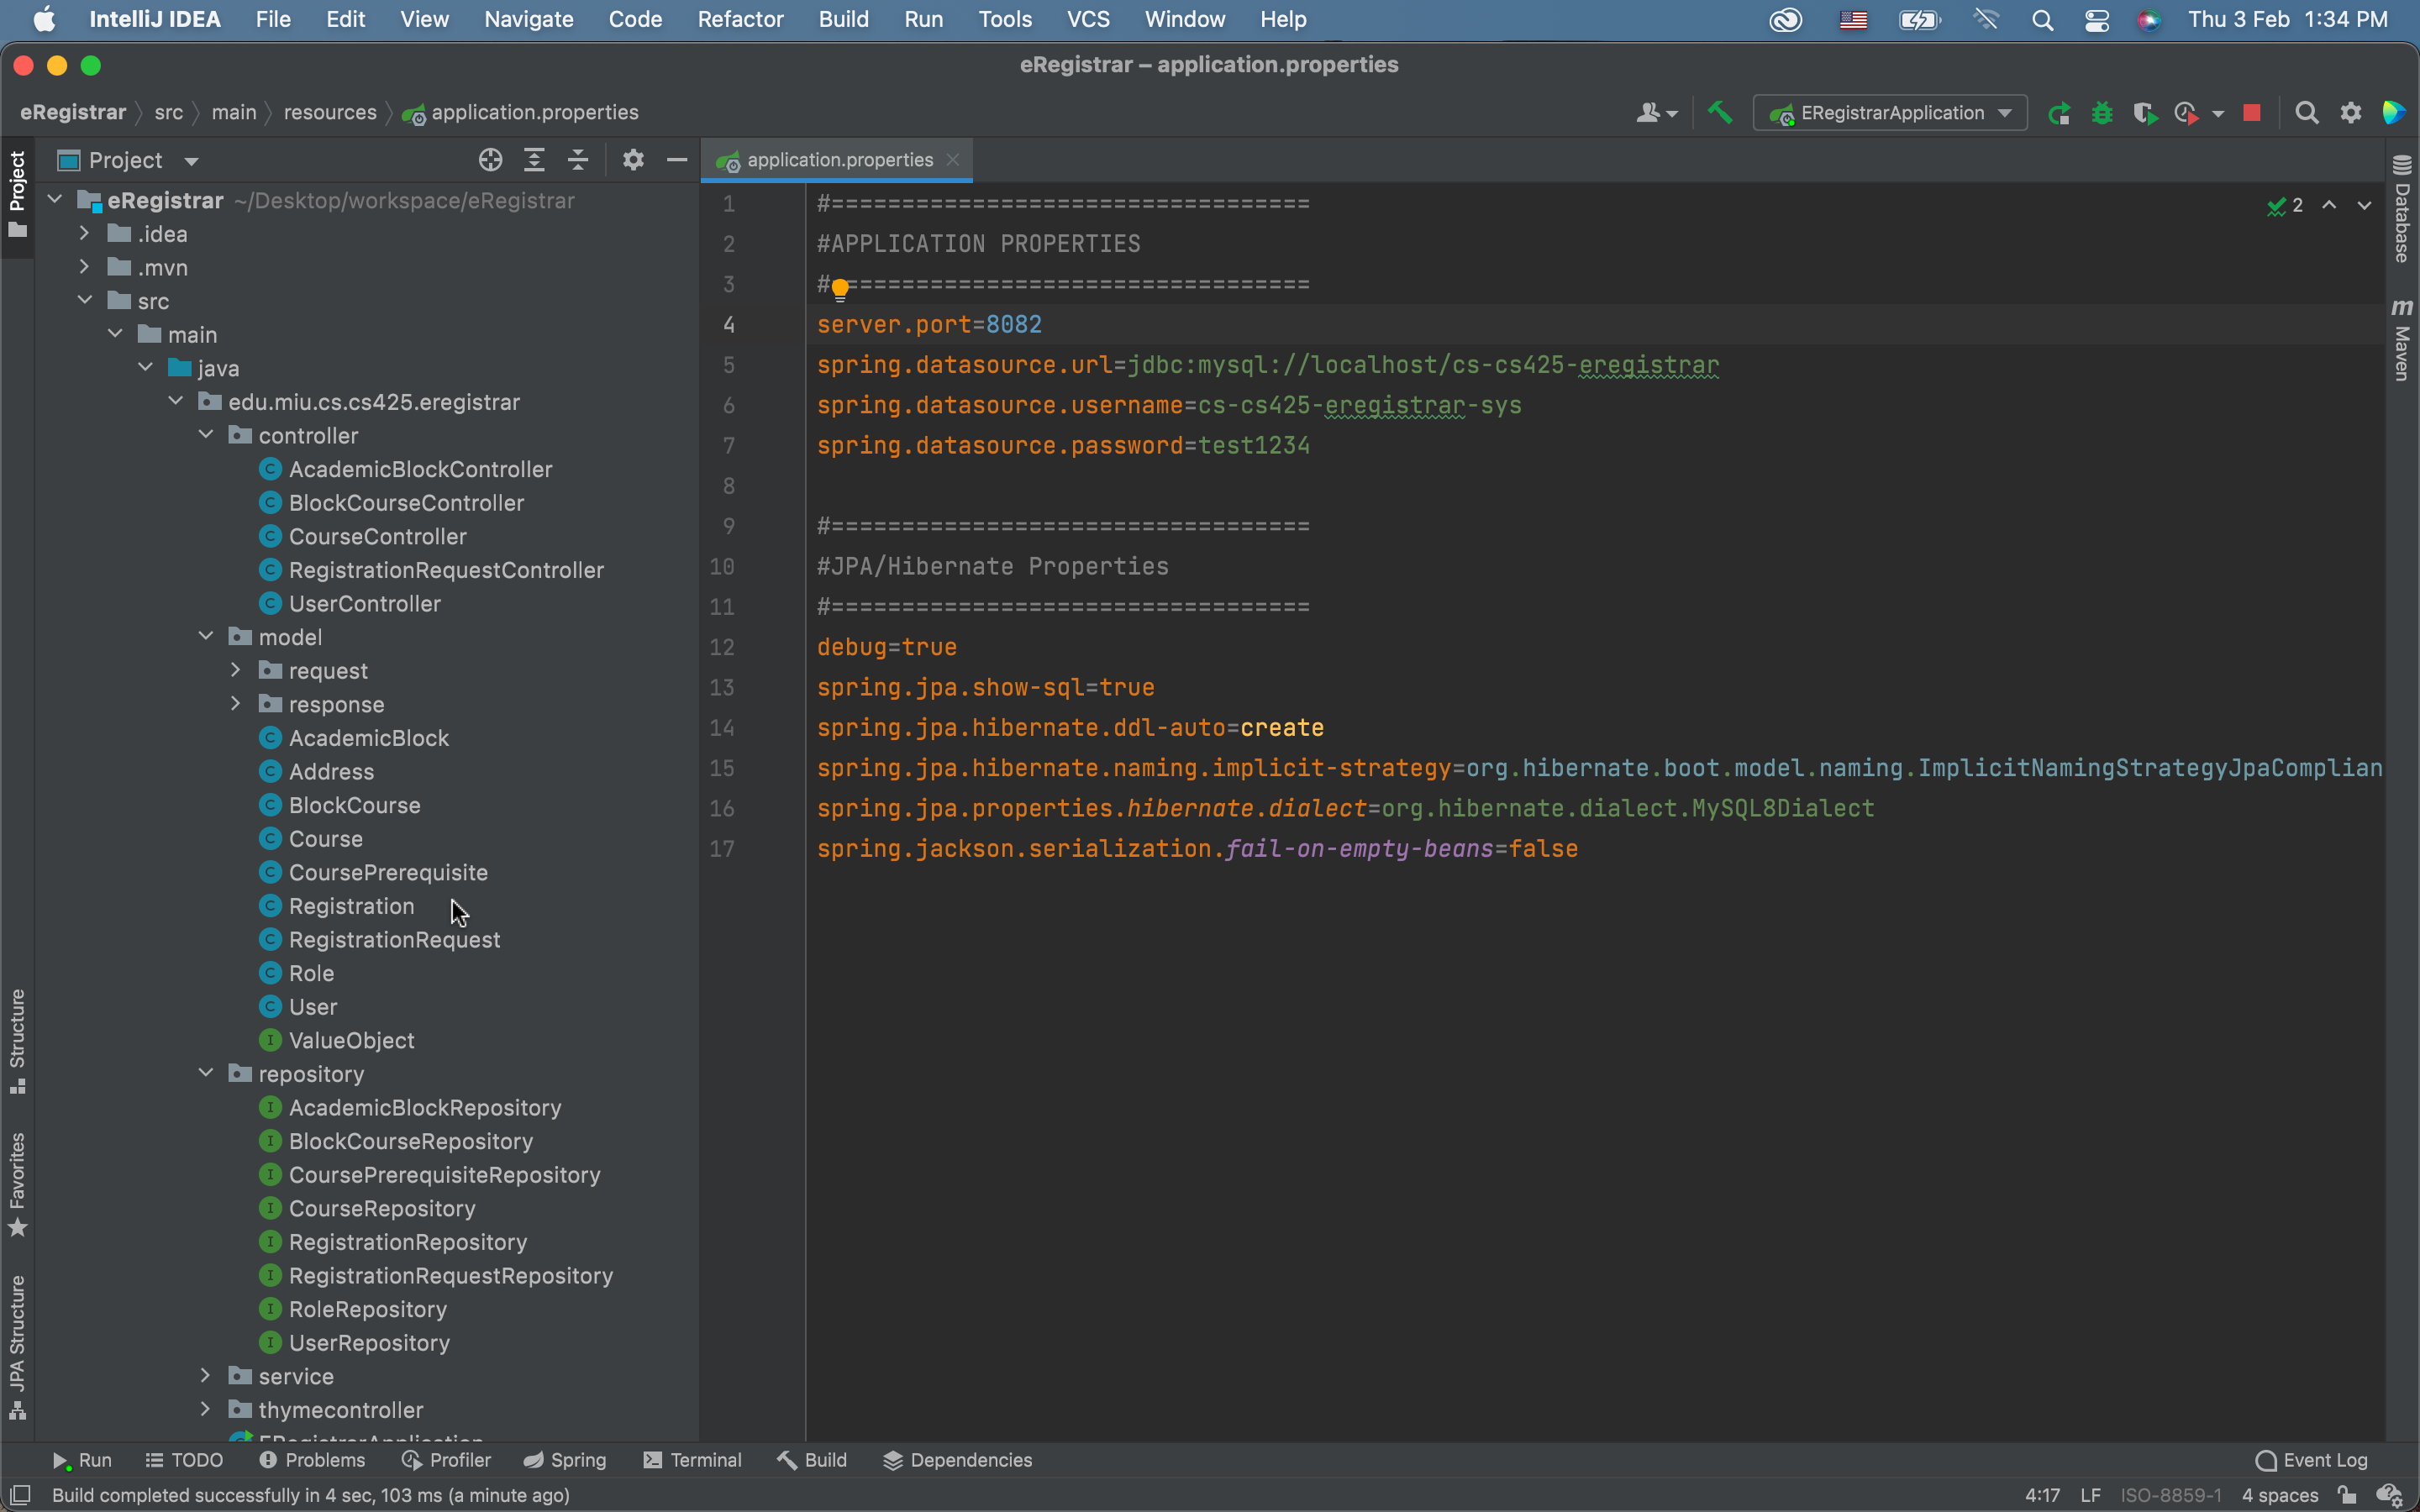 IntelliJ IDEA File Edit View Navigate Code Refactor Build Run Tools VCS Window Help Thu 3 Feb 1:34 PM
eRegistrar – application.properties
eRegistrar src main resources application.properties ERegistrarApplication
Project
Project
application.properties
eRegistrar ~/Desktop/workspace/eRegistrar
.idea
.mvn
src
main
java
edu.miu.cs.cs425.eregistrar
controller
AcademicBlockController
BlockCourseController
CourseController
RegistrationRequestController
UserController
model
request
response
AcademicBlock
Address
BlockCourse
Course
CoursePrerequisite
Registration
RegistrationRequest
Role
User
ValueObject
repository
AcademicBlockRepository
BlockCourseRepository
CoursePrerequisiteRepository
CourseRepository
RegistrationRepository
RegistrationRequestRepository
RoleRepository
UserRepository
service
thymecontroller
ERegistrarApplication
Structure
Favorites
JPA Structure
1 #==================================
2 #APPLICATION PROPERTIES
3 #==================================
4 server.port=8082
5 spring.datasource.url=jdbc:mysql://localhost/cs-cs425-eregistrar
6 spring.datasource.username=cs-cs425-eregistrar-sys
7 spring.datasource.password=test1234
8
9 #==================================
10 #JPA/Hibernate Properties
11 #==================================
12 debug=true
13 spring.jpa.show-sql=true
14 spring.jpa.hibernate.ddl-auto=create
15 spring.jpa.hibernate.naming.implicit-strategy=org.hibernate.boot.model.naming.ImplicitNamingStrategyJpaComplian
16 spring.jpa.properties.hibernate.dialect=org.hibernate.dialect.MySQL8Dialect
17 spring.jackson.serialization.fail-on-empty-beans=false
2
Database
m Maven
Run TODO Problems Profiler Spring Terminal Build Dependencies Event Log
Build completed successfully in 4 sec, 103 ms (a minute ago) 4:17 LF ISO-8859-1 4 spaces